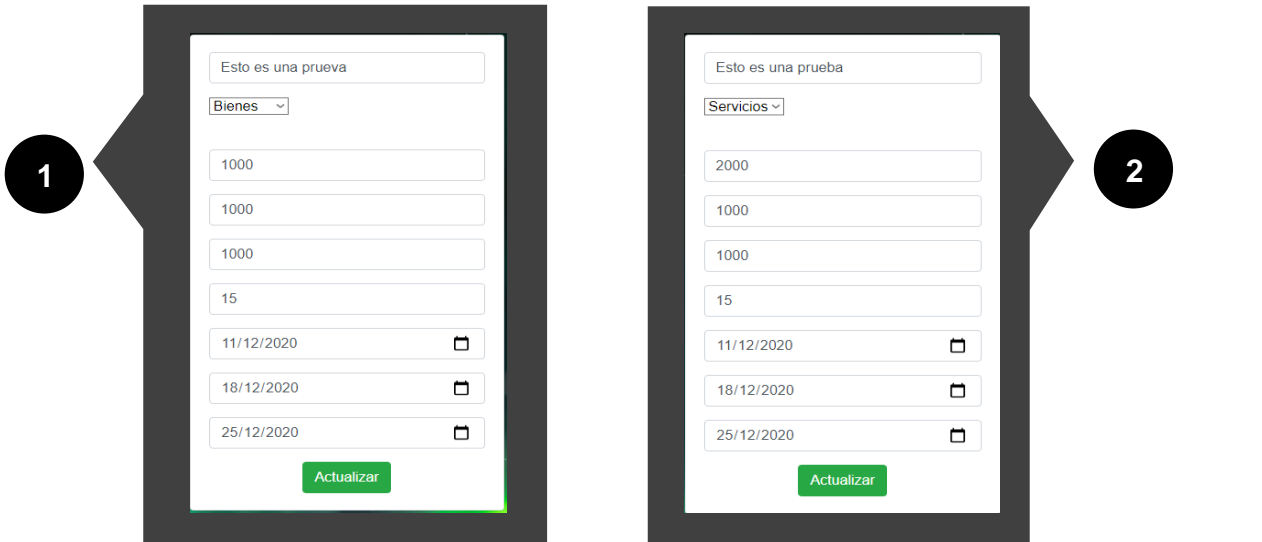 1
Esto es una prueva
Bienes
1000
1000
1000
15
11/12/2020
18/12/2020
25/12/2020
Actualizar
Esto es una prueba
Servicios
2000
1000
1000
15
11/12/2020
18/12/2020
25/12/2020
Actualizar
2